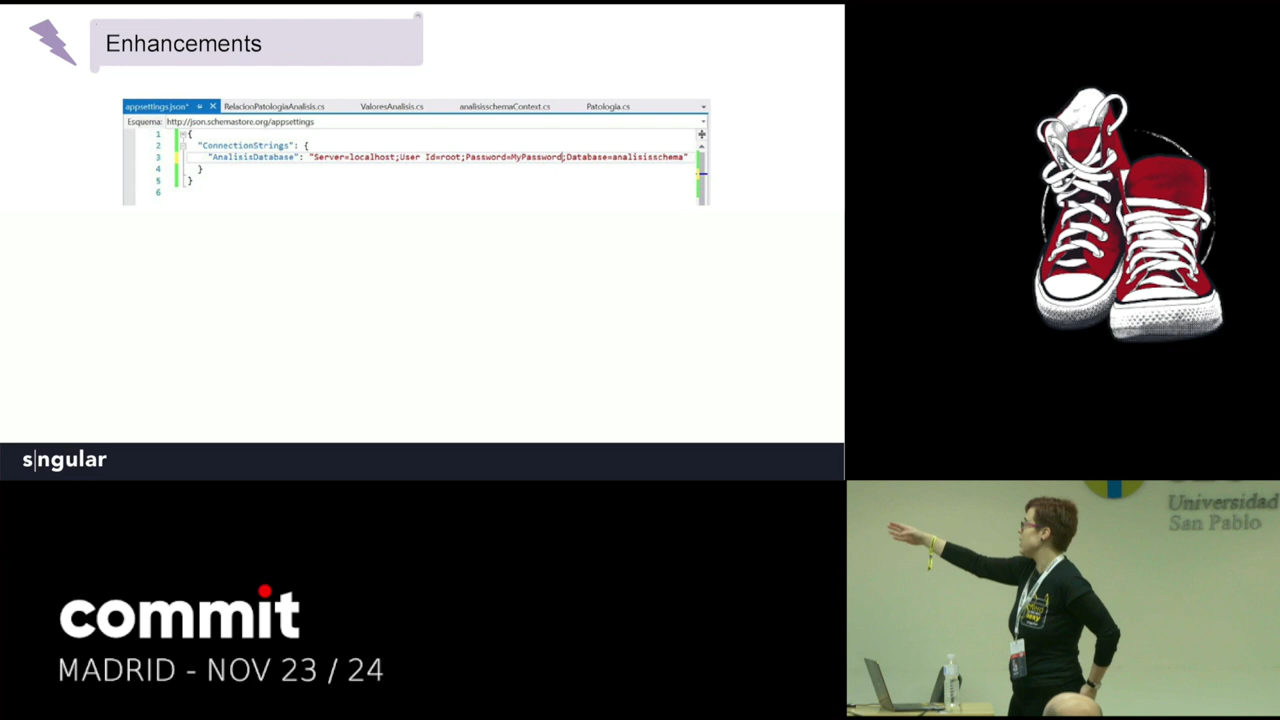 Enhancements
appsettings.json* RelacionPatologiaAnalisis.cs ValoresAnalisis.cs analisisschemaContext.cs Patologia.cs
Esquema: http://json.schemastore.org/appsettings
1 {
2 "ConnectionStrings": {
3 "AnalisisDatabase": "Server=localhost;User Id=root;Password=MyPassword;Database=analisisschema"
4 }
5 }
6
s|ngular
commit
MADRID - NOV 23 / 24
Universidad
San Pablo